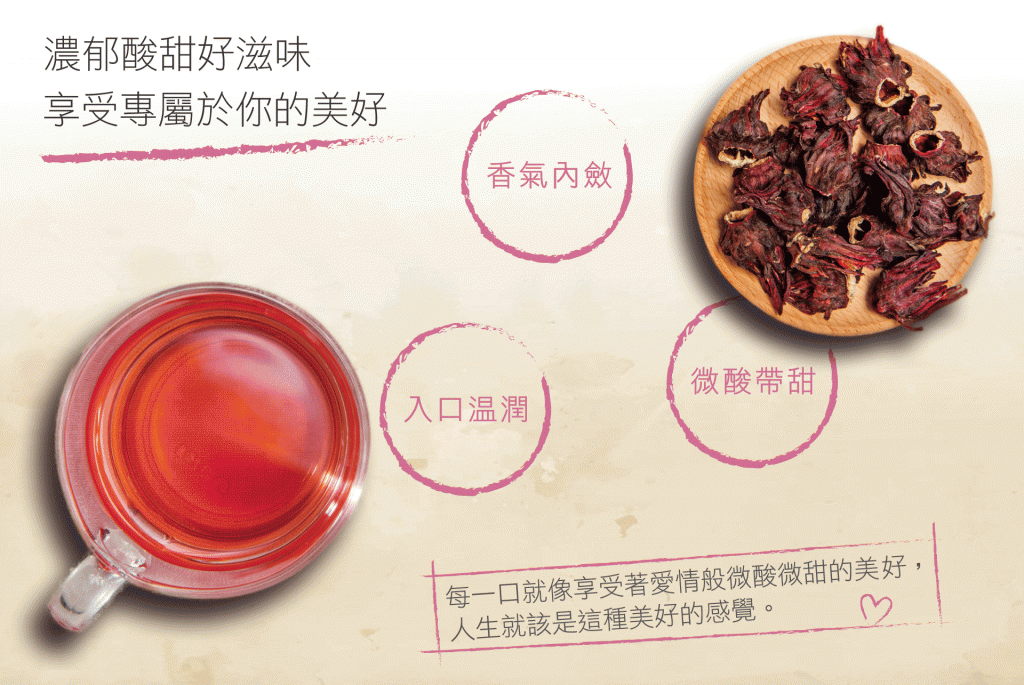 濃郁酸甜好滋味
享受專屬於你的美好
香氣內斂
入口温潤
微酸帶甜
每一口就像享受著愛情般微酸微甜的美好，
人生就該是這種美好的感覺。